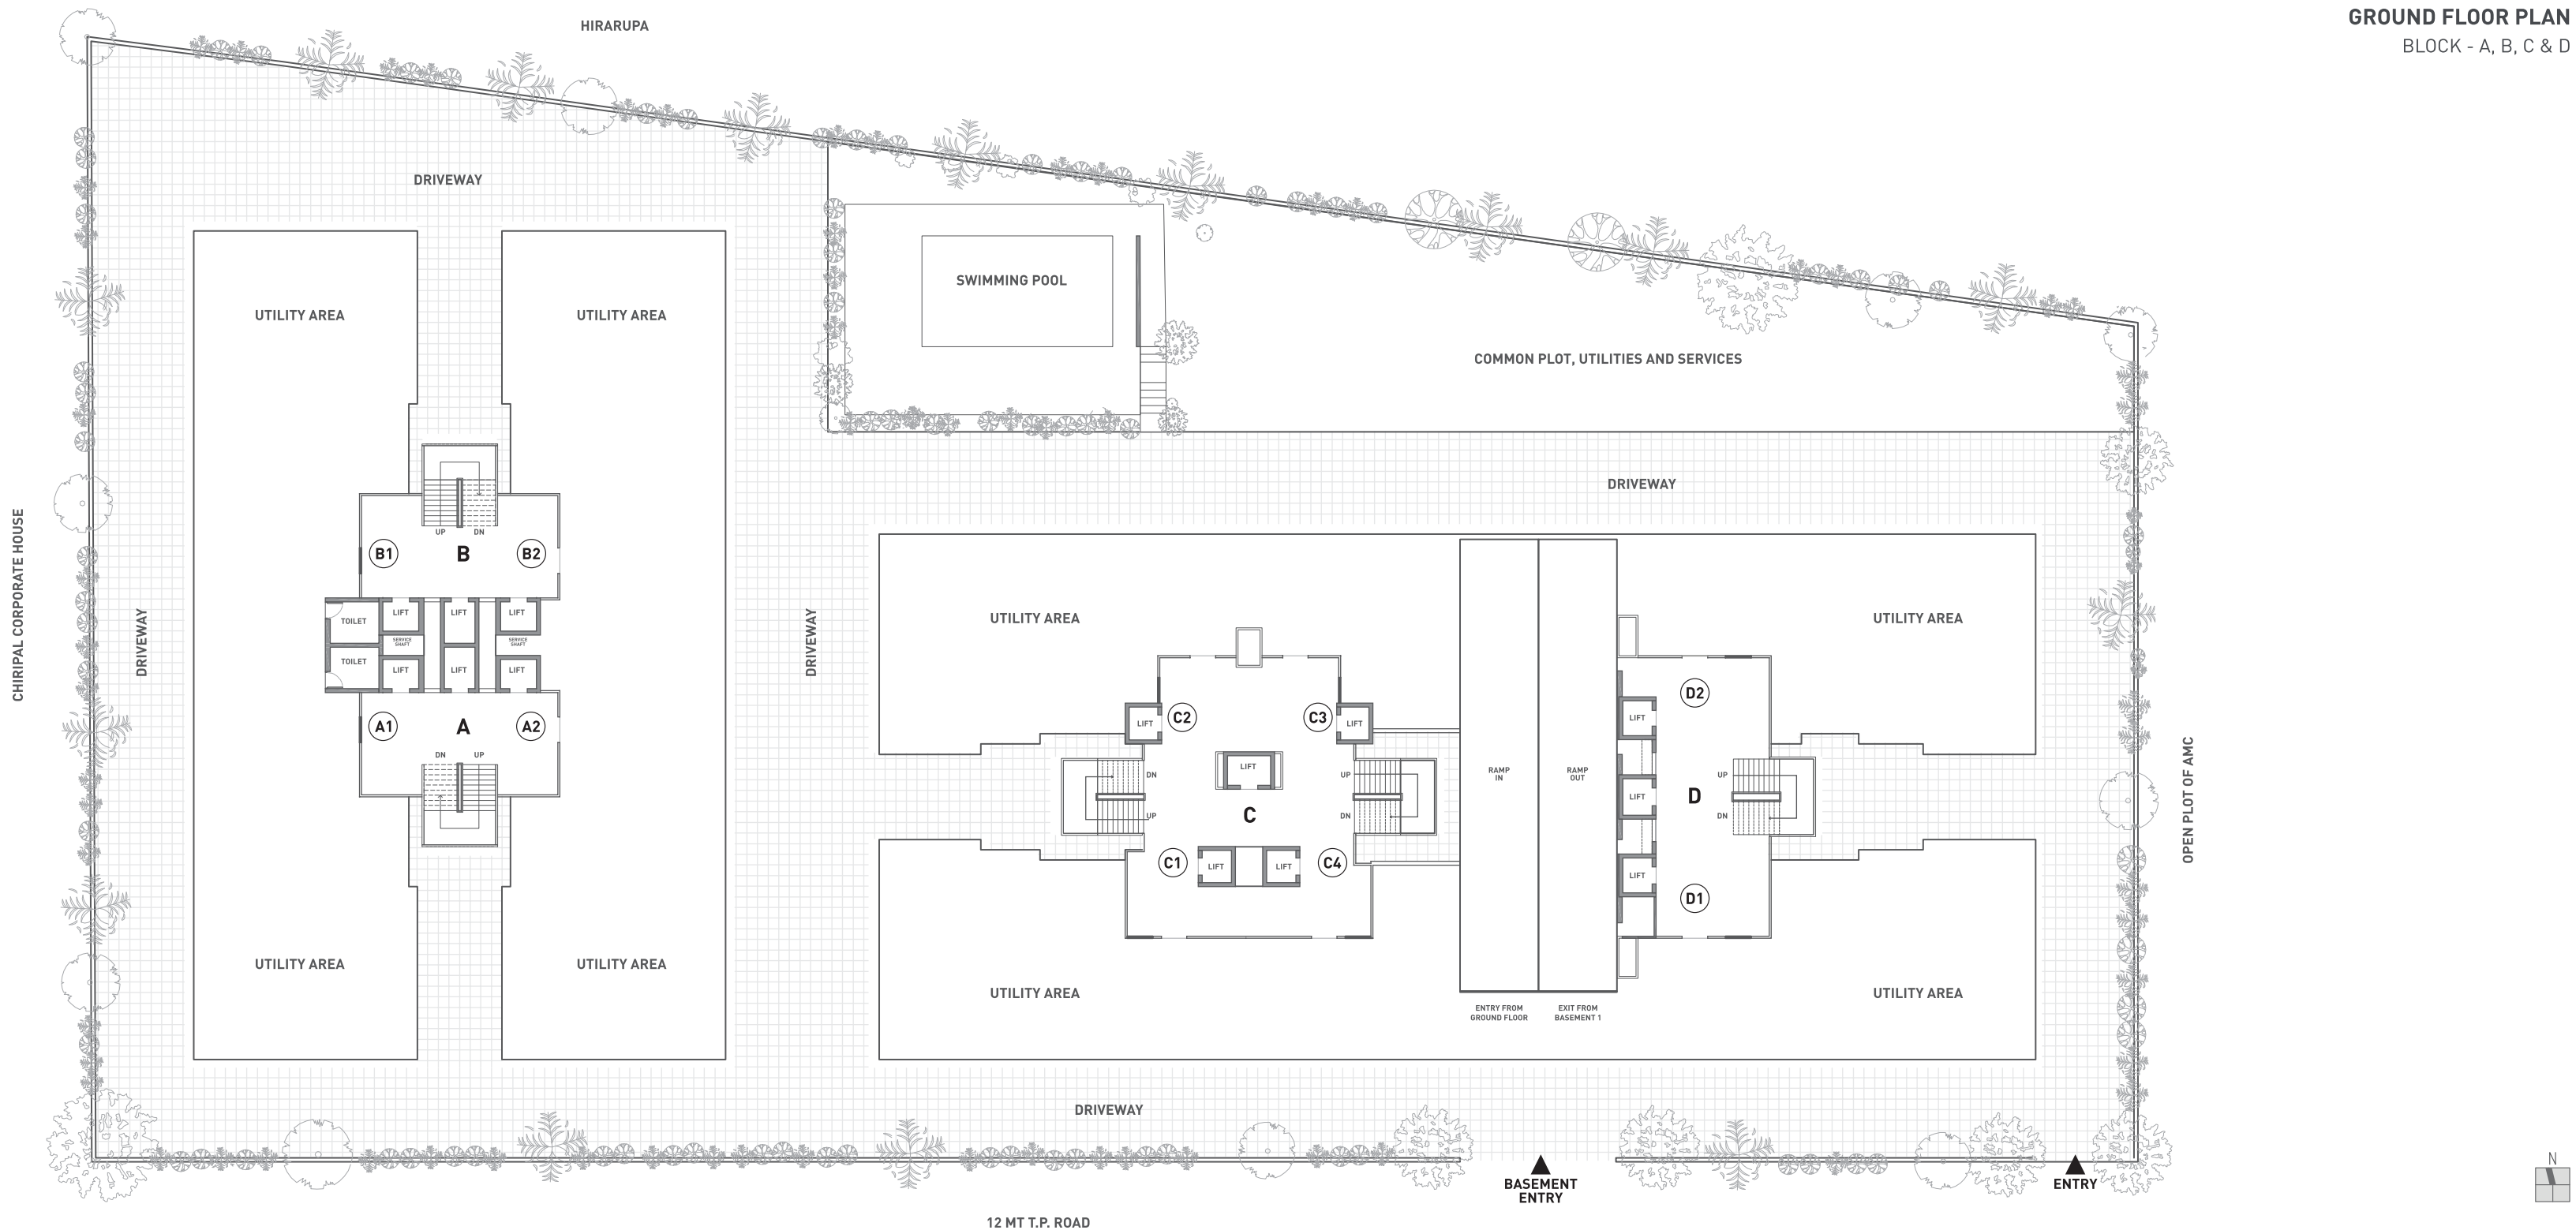 GROUND FLOOR PLAN
BLOCK - A, B, C & D
HIRARUPA
DRIVEWAY
SWIMMING POOL
UTILITY AREA
UTILITY AREA
COMMON PLOT, UTILITIES AND SERVICES
DRIVEWAY
UP
DN
B1
B
B2
CHIRIPAL CORPORATE HOUSE
DRIVEWAY
TOILET
LIFT
LIFT
LIFT
SERVICE
SHAFT
SERVICE
SHAFT
TOILET
LIFT
LIFT
LIFT
A1
A
A2
DN
UP
DRIVEWAY
UTILITY AREA
UTILITY AREA
UTILITY AREA
UTILITY AREA
LIFT
C2
C3
LIFT
LIFT
DN
UP
UP
DN
C
C1
LIFT
LIFT
C4
RAMP
IN
RAMP
OUT
D2
LIFT
LIFT
D
UP
DN
LIFT
D1
OPEN PLOT OF AMC
UTILITY AREA
UTILITY AREA
ENTRY FROM
GROUND FLOOR
EXIT FROM
BASEMENT 1
DRIVEWAY
BASEMENT
ENTRY
ENTRY
N
12 MT T.P. ROAD